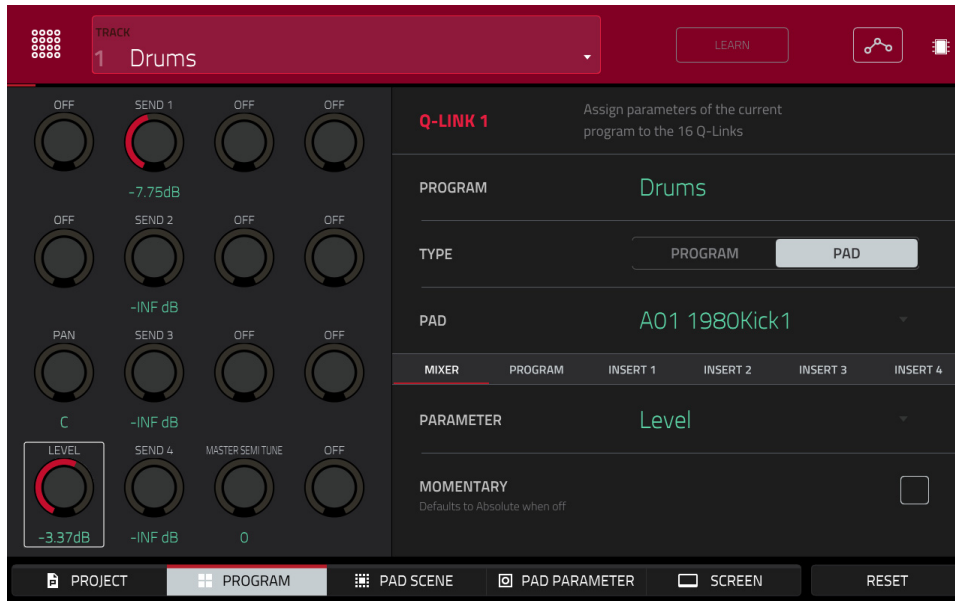 TRACK
1 Drums
LEARN
OFF SEND 1 OFF OFF
-7.75dB
OFF SEND 2 OFF OFF
-INF dB
PAN SEND 3 OFF OFF
C -INF dB
LEVEL SEND 4 MASTER SEMI TUNE OFF
-3.37dB -INF dB 0
Q-LINK 1
Assign parameters of the current
program to the 16 Q-Links
PROGRAM Drums
TYPE PROGRAM PAD
PAD A01 1980Kick1
MIXER PROGRAM INSERT 1 INSERT 2 INSERT 3 INSERT 4
PARAMETER Level
MOMENTARY
Defaults to Absolute when off
PROJECT PROGRAM PAD SCENE PAD PARAMETER SCREEN RESET